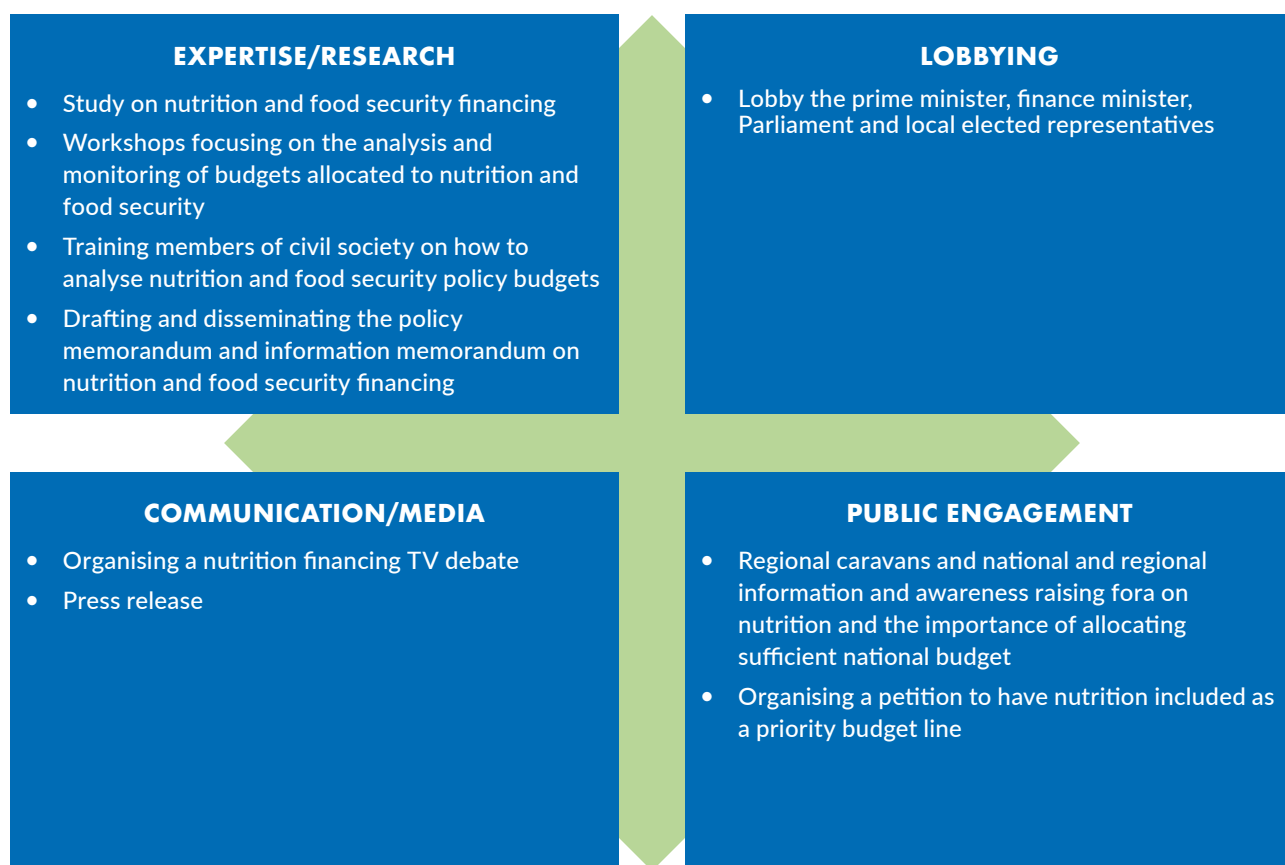 EXPERTISE/RESEARCH
• Study on nutrition and food security financing
• Workshops focusing on the analysis and
monitoring of budgets allocated to nutrition and
food security
• Training members of civil society on how to
analyse nutrition and food security policy budgets
• Drafting and disseminating the policy
memorandum and information memorandum on
nutrition and food security financing
LOBBYING
• Lobby the prime minister, finance minister,
Parliament and local elected representatives
COMMUNICATION/MEDIA
• Organising a nutrition financing TV debate
• Press release
PUBLIC ENGAGEMENT
• Regional caravans and national and regional
information and awareness raising fora on
nutrition and the importance of allocating
sufficient national budget
• Organising a petition to have nutrition included as
a priority budget line